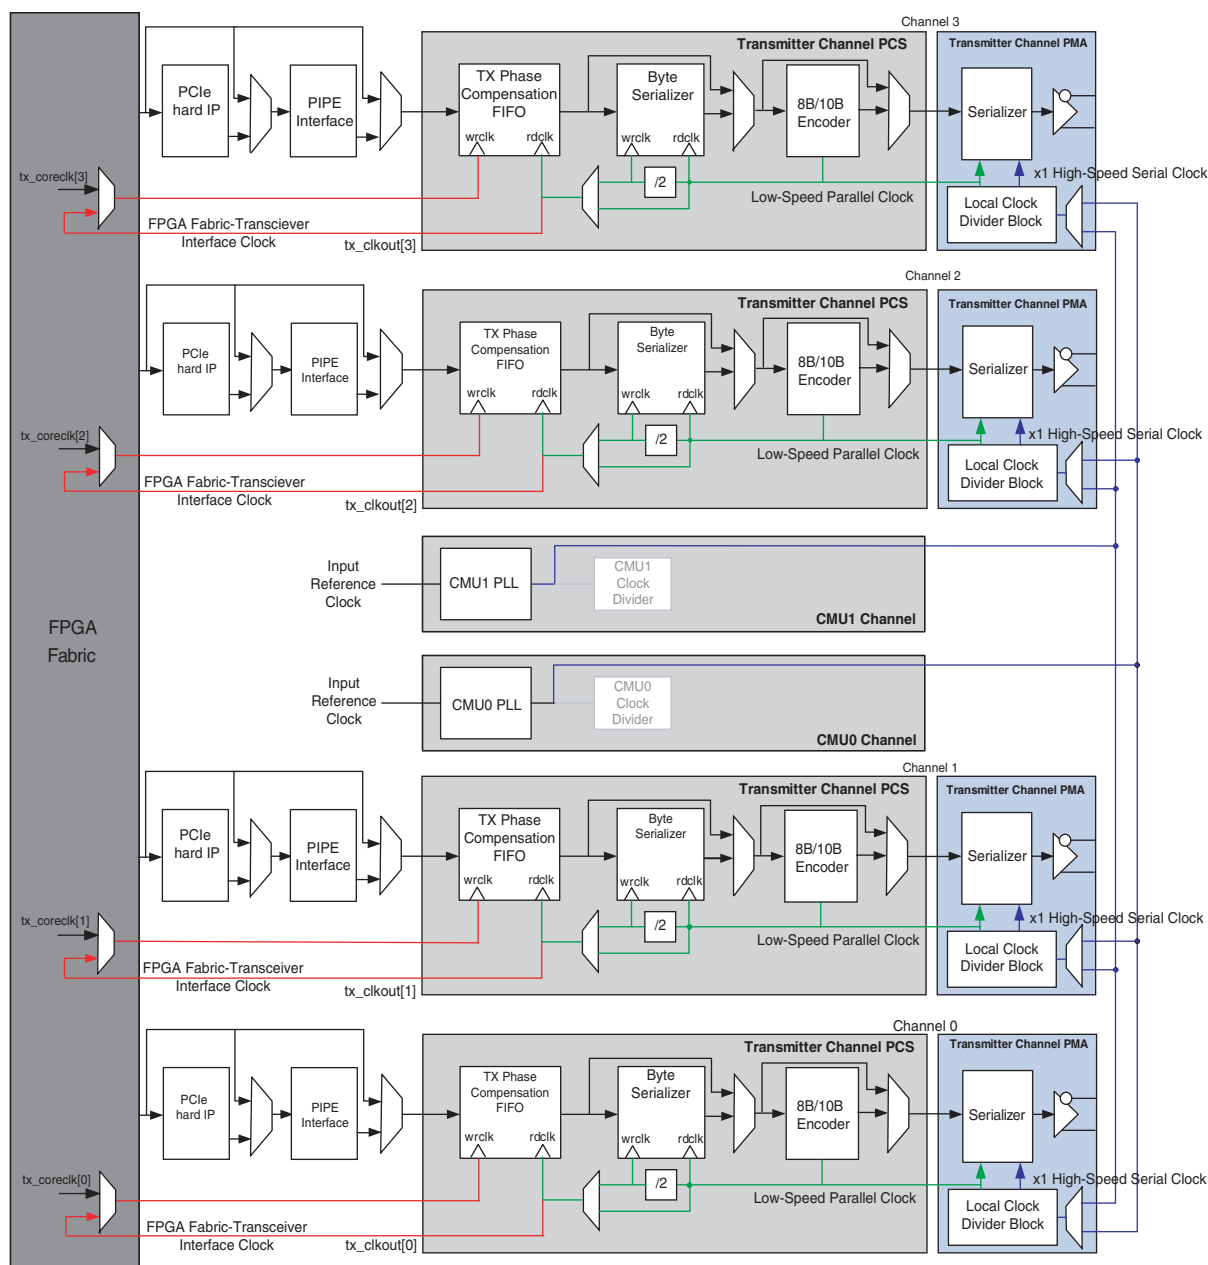 Channel 3
Transmitter Channel PCS
Transmitter Channel PMA
PCIe
hard IP
PIPE
Interface
TX Phase
Compensation
FIFO
wrclk
rdclk
Byte
Serializer
wrclk
rdclk
/2
8B/10B
Encoder
Serializer
tx_coreclk[3]
FPGA Fabric-Transciever
Interface Clock
tx_clkout[3]
Low-Speed Parallel Clock
x1 High-Speed Serial Clock
Local Clock
Divider Block
Channel 2
Transmitter Channel PCS
Transmitter Channel PMA
PCIe
hard IP
PIPE
Interface
TX Phase
Compensation
FIFO
wrclk
rdclk
Byte
Serializer
wrclk
rdclk
/2
8B/10B
Encoder
Serializer
tx_coreclk[2]
FPGA Fabric-Transciever
Interface Clock
tx_clkout[2]
Low-Speed Parallel Clock
x1 High-Speed Serial Clock
Local Clock
Divider Block
FPGA
Fabric
Input
Reference
Clock
CMU1 PLL
CMU1
Clock
Divider
CMU1 Channel
Input
Reference
Clock
CMU0 PLL
CMU0
Clock
Divider
CMU0 Channel
Channel 1
Transmitter Channel PCS
Transmitter Channel PMA
PCIe
hard IP
PIPE
Interface
TX Phase
Compensation
FIFO
wrclk
rdclk
Byte
Serializer
wrclk
rdclk
/2
8B/10B
Encoder
Serializer
tx_coreclk[1]
FPGA Fabric-Transceiver
Interface Clock
tx_clkout[1]
Low-Speed Parallel Clock
x1 High-Speed Serial Clock
Local Clock
Divider Block
Channel 0
Transmitter Channel PCS
Transmitter Channel PMA
PCIe
hard IP
PIPE
Interface
TX Phase
Compensation
FIFO
wrclk
rdclk
Byte
Serializer
wrclk
rdclk
/2
8B/10B
Encoder
Serializer
tx_coreclk[0]
FPGA Fabric-Transceiver
Interface Clock
tx_clkout[0]
Low-Speed Parallel Clock
x1 High-Speed Serial Clock
Local Clock
Divider Block